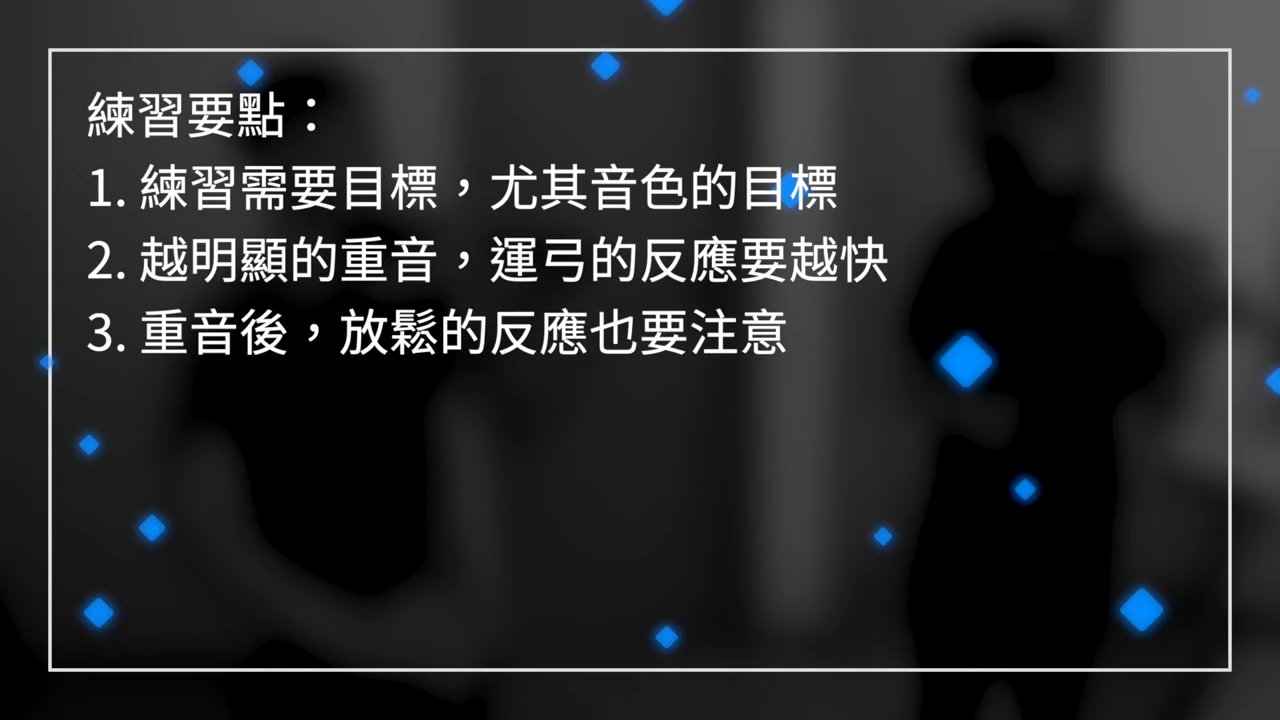 練習要點：
1. 練習需要目標，尤其音色的目標
2. 越明顯的重音，運弓的反應要越快
3. 重音後，放鬆的反應也要注意